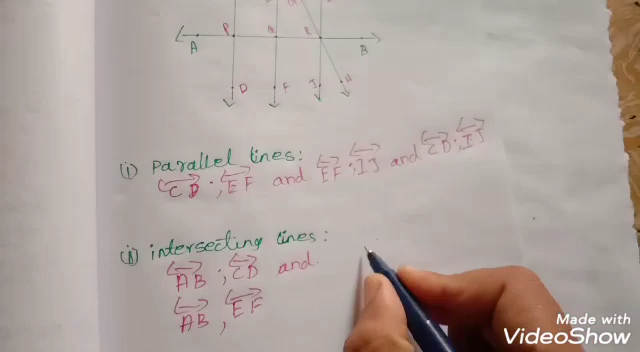 P
E
A
B
D
F
J
H
(i) Parallel lines:
CD ; EF and EF ; IJ and CD ; IJ
(ii) intersecting lines:
AB ; CD and
AB , EF
Made with
VideoShow